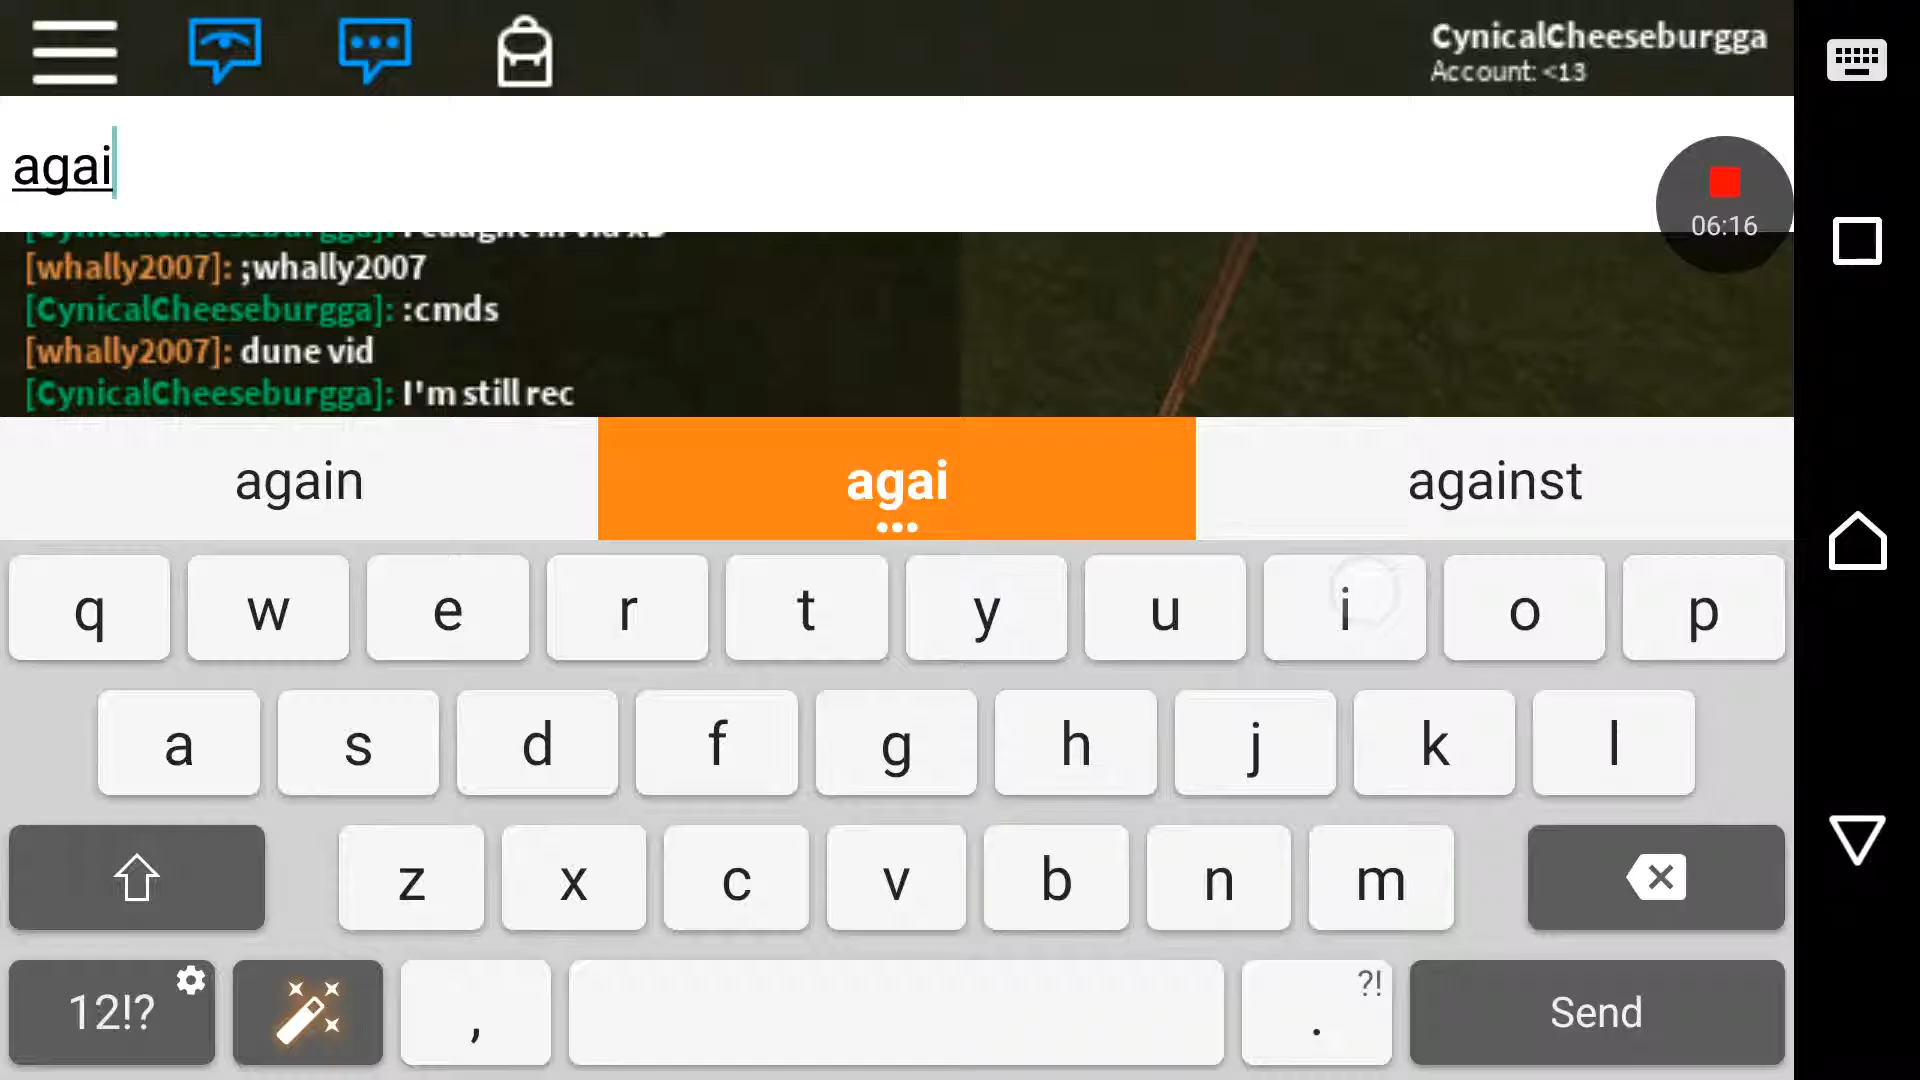 CynicalCheeseburgga
Account: <13
agai
06:16
[CynicalCheeseburgga]:
[whally2007]: ;whally2007
[CynicalCheeseburgga]: :cmds
[whally2007]: dune vid
[CynicalCheeseburgga]: I'm still rec
again
agai
against
q w e r t y u i o p
a s d f g h j k l
z x c v b n m
12!? , . ?! Send